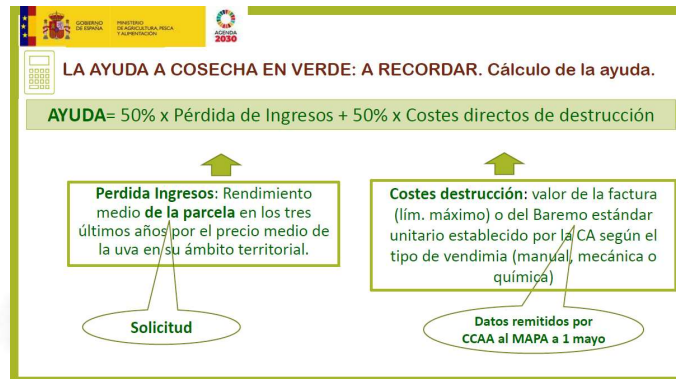 GOBIERNO
DE ESPAÑA
MINISTERIO
DE AGRICULTURA, PESCA
Y ALIMENTACIÓN
AGENDA
2030
LA AYUDA A COSECHA EN VERDE: A RECORDAR. Cálculo de la ayuda.
AYUDA= 50% x Pérdida de Ingresos + 50% x Costes directos de destrucción
Perdida Ingresos: Rendimiento
medio de la parcela en los tres
últimos años por el precio medio de
la uva en su ámbito territorial.
Costes destrucción: valor de la factura
(lím. máximo) o del Baremo estándar
unitario establecido por la CA según el
tipo de vendimia (manual, mecánica o
química)
Solicitud
Datos remitidos por
CCAA al MAPA a 1 mayo